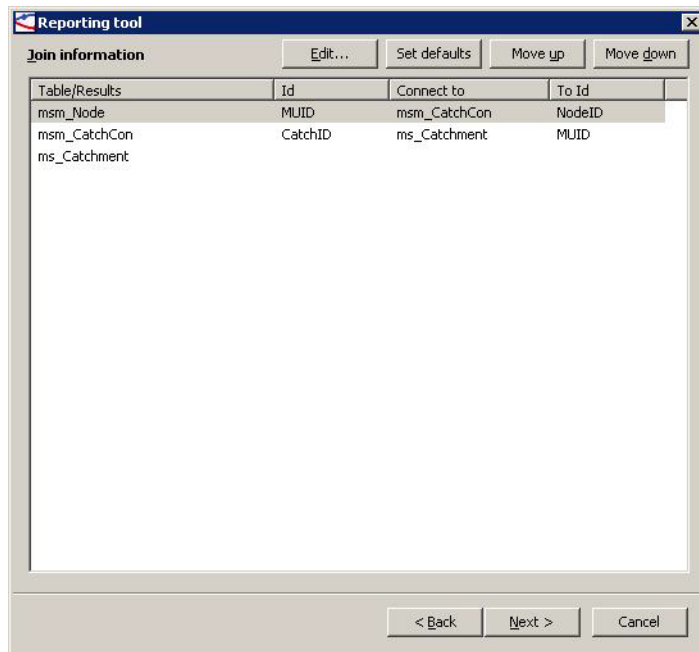 Reporting tool
Join information Edit... Set defaults Move up Move down
Table/Results Id Connect to To Id
msm_Node MUID msm_CatchCon NodeID
msm_CatchCon CatchID ms_Catchment MUID
ms_Catchment
< Back Next > Cancel